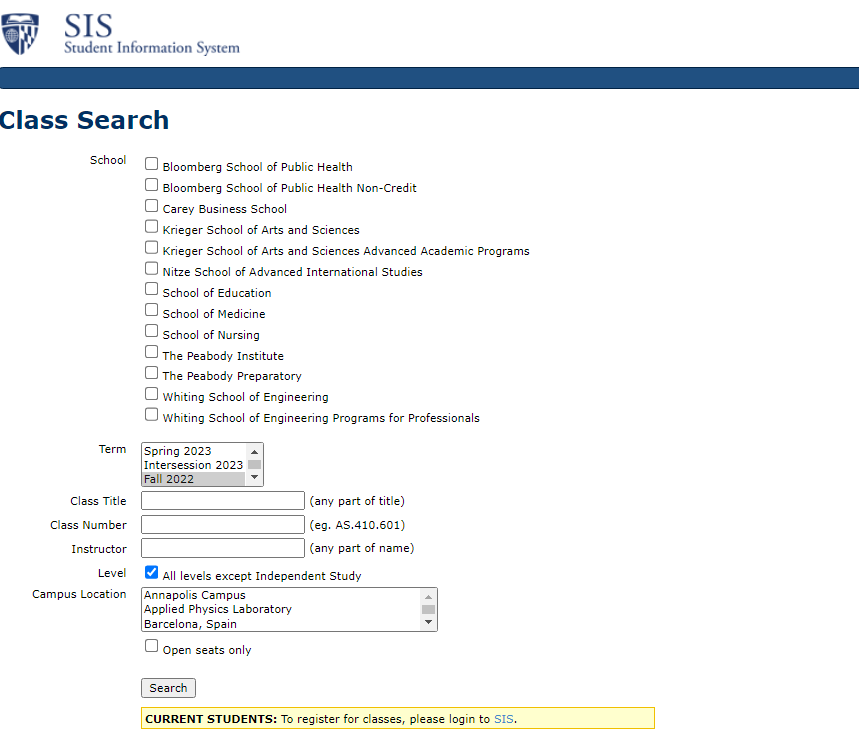 SIS
Student Information System
Class Search
School
Bloomberg School of Public Health
Bloomberg School of Public Health Non-Credit
Carey Business School
Krieger School of Arts and Sciences
Krieger School of Arts and Sciences Advanced Academic Programs
Nitze School of Advanced International Studies
School of Education
School of Medicine
School of Nursing
The Peabody Institute
The Peabody Preparatory
Whiting School of Engineering
Whiting School of Engineering Programs for Professionals
Term
Spring 2023
Intersession 2023
Fall 2022
Class Title (any part of title)
Class Number (eg. AS.410.601)
Instructor (any part of name)
Level All levels except Independent Study
Campus Location Annapolis Campus
Applied Physics Laboratory
Barcelona, Spain
Open seats only
Search
CURRENT STUDENTS: To register for classes, please login to SIS.